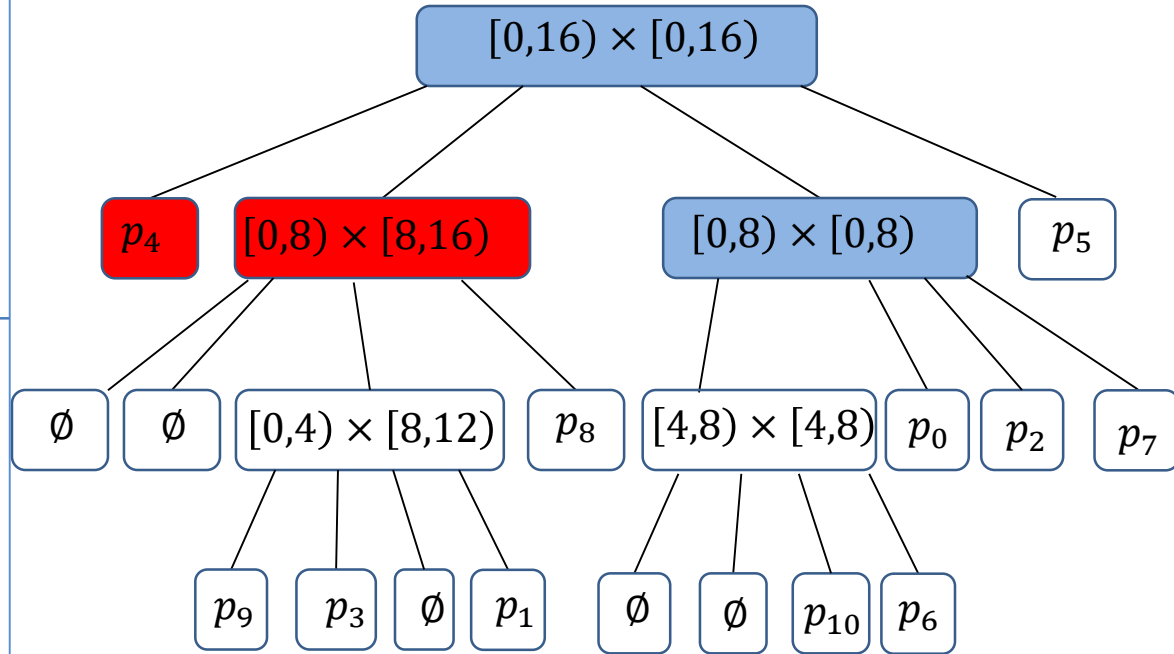 [0,16) × [0,16)
p₄ [0,8) × [8,16) [0,8) × [0,8) p₅
∅ ∅ [0,4) × [8,12) p₈ [4,8) × [4,8) p₀ p₂ p₇
p₉ p₃ ∅ p₁ ∅ ∅ p₁₀ p₆